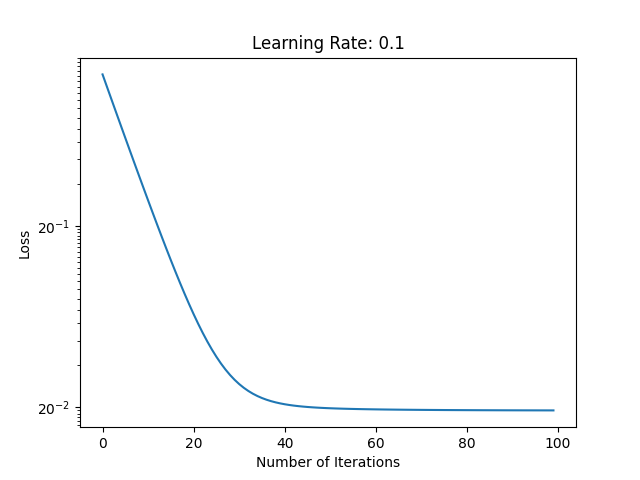 Learning Rate: 0.1
Loss
20⁻¹
20⁻²
0 20 40 60 80 100
Number of Iterations